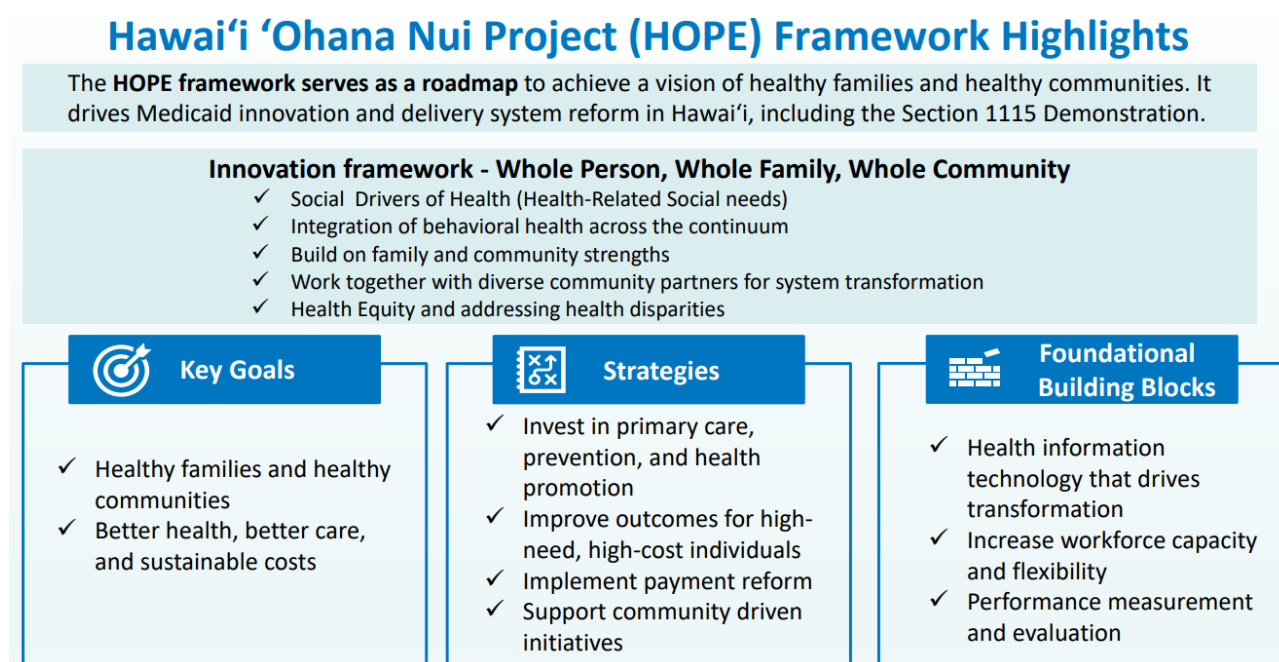 Hawaiʻi ʻOhana Nui Project (HOPE) Framework Highlights
The HOPE framework serves as a roadmap to achieve a vision of healthy families and healthy communities. It
drives Medicaid innovation and delivery system reform in Hawaiʻi, including the Section 1115 Demonstration.
Innovation framework - Whole Person, Whole Family, Whole Community
✓ Social Drivers of Health (Health-Related Social needs)
✓ Integration of behavioral health across the continuum
✓ Build on family and community strengths
✓ Work together with diverse community partners for system transformation
✓ Health Equity and addressing health disparities
Key Goals
✓ Healthy families and healthy
communities
✓ Better health, better care,
and sustainable costs
Strategies
✓ Invest in primary care,
prevention, and health
promotion
✓ Improve outcomes for high-
need, high-cost individuals
✓ Implement payment reform
✓ Support community driven
initiatives
Foundational
Building Blocks
✓ Health information
technology that drives
transformation
✓ Increase workforce capacity
and flexibility
✓ Performance measurement
and evaluation